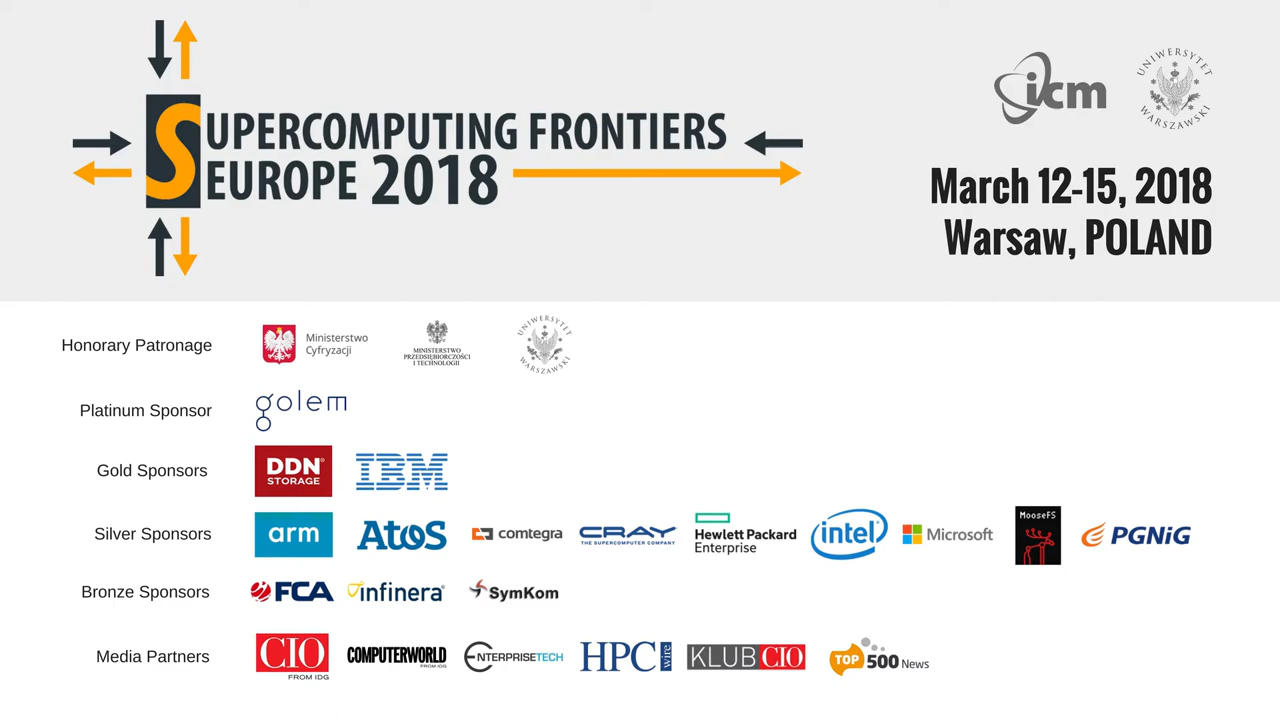 SUPERCOMPUTING FRONTIERS
EUROPE 2018
icm
UNIWERSYTET WARSZAWSKI
March 12-15, 2018
Warsaw, POLAND
Honorary Patronage
Ministerstwo
Cyfryzacji
MINISTERSTWO
PRZEDSIĘBIORCZOŚCI
I TECHNOLOGII
UNIWERSYTET WARSZAWSKI
Platinum Sponsor
golem
Gold Sponsors
DDN®
STORAGE
IBM
Silver Sponsors
arm
Atos
comtegra
CRAY
THE SUPERCOMPUTER COMPANY
Hewlett Packard
Enterprise
intel
Microsoft
MooseFS
PGNiG
Bronze Sponsors
FCA
infinera®
SymKom
Media Partners
CIO
FROM IDG
COMPUTERWORLD
FROM IDG
ENTERPRISETECH
HPC wire
KLUB CIO
TOP 500 News